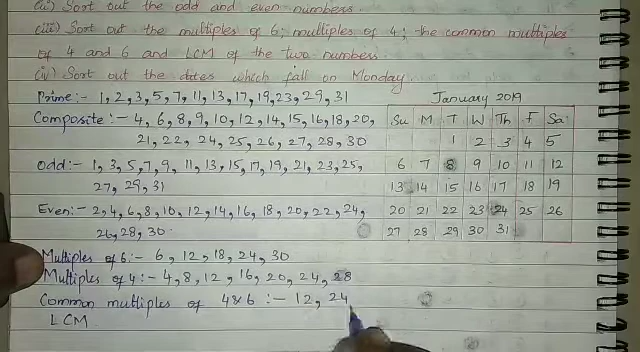 (ii) Sort out the odd and even numbers.
(iii) Sort out the multiples of 6; multiples of 4; the common multiples
of 4 and 6 and LCM of the two numbers.
(iv) Sort out the dates which fall on Monday.
Prime:- 1, 2, 3, 5, 7, 11, 13, 17, 19, 23, 29, 31
Composite :- 4, 6, 8, 9, 10, 12, 14, 15, 16, 18, 20,
21, 22, 24, 25, 26, 27, 28, 30
Odd:- 1, 3, 5, 7, 9, 11, 13, 15, 17, 19, 21, 23, 25,
27, 29, 31
Even:- 2, 4, 6, 8, 10, 12, 14, 16, 18, 20, 22, 24,
26, 28, 30.
Multiples of 6:- 6, 12, 18, 24, 30
Multiples of 4:- 4, 8, 12, 16, 20, 24, 28
Common multiples of 4&6 :- 12, 24
LCM
January 2019
Su M T W Th F Sa
1 2 3 4 5
6 7 8 9 10 11 12
13 14 15 16 17 18 19
20 21 22 23 24 25 26
27 28 29 30 31